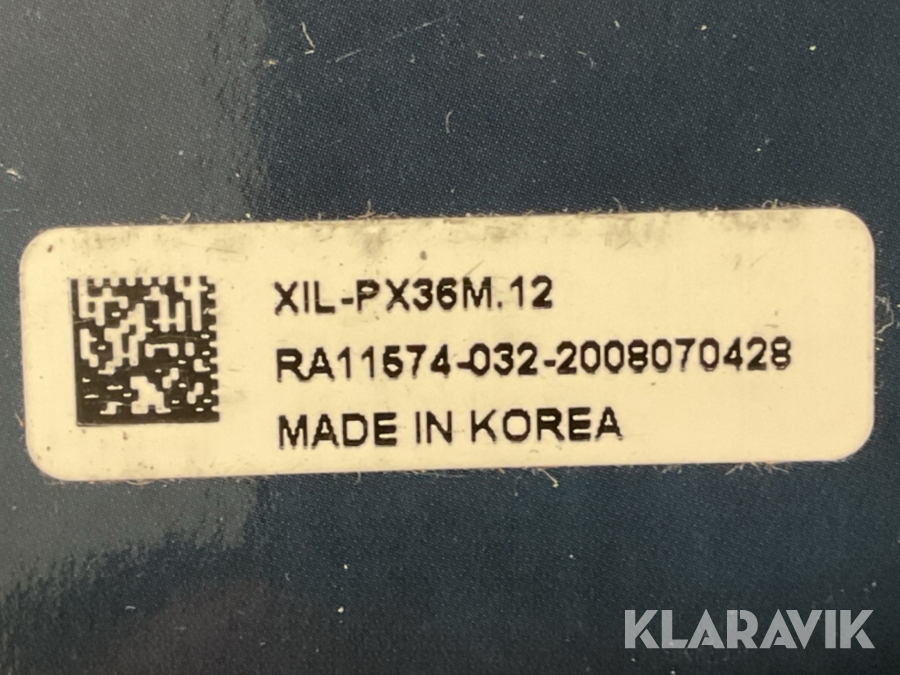 XIL-PX36M.12
RA11574-032-2008070428
MADE IN KOREA
KLARAVIK